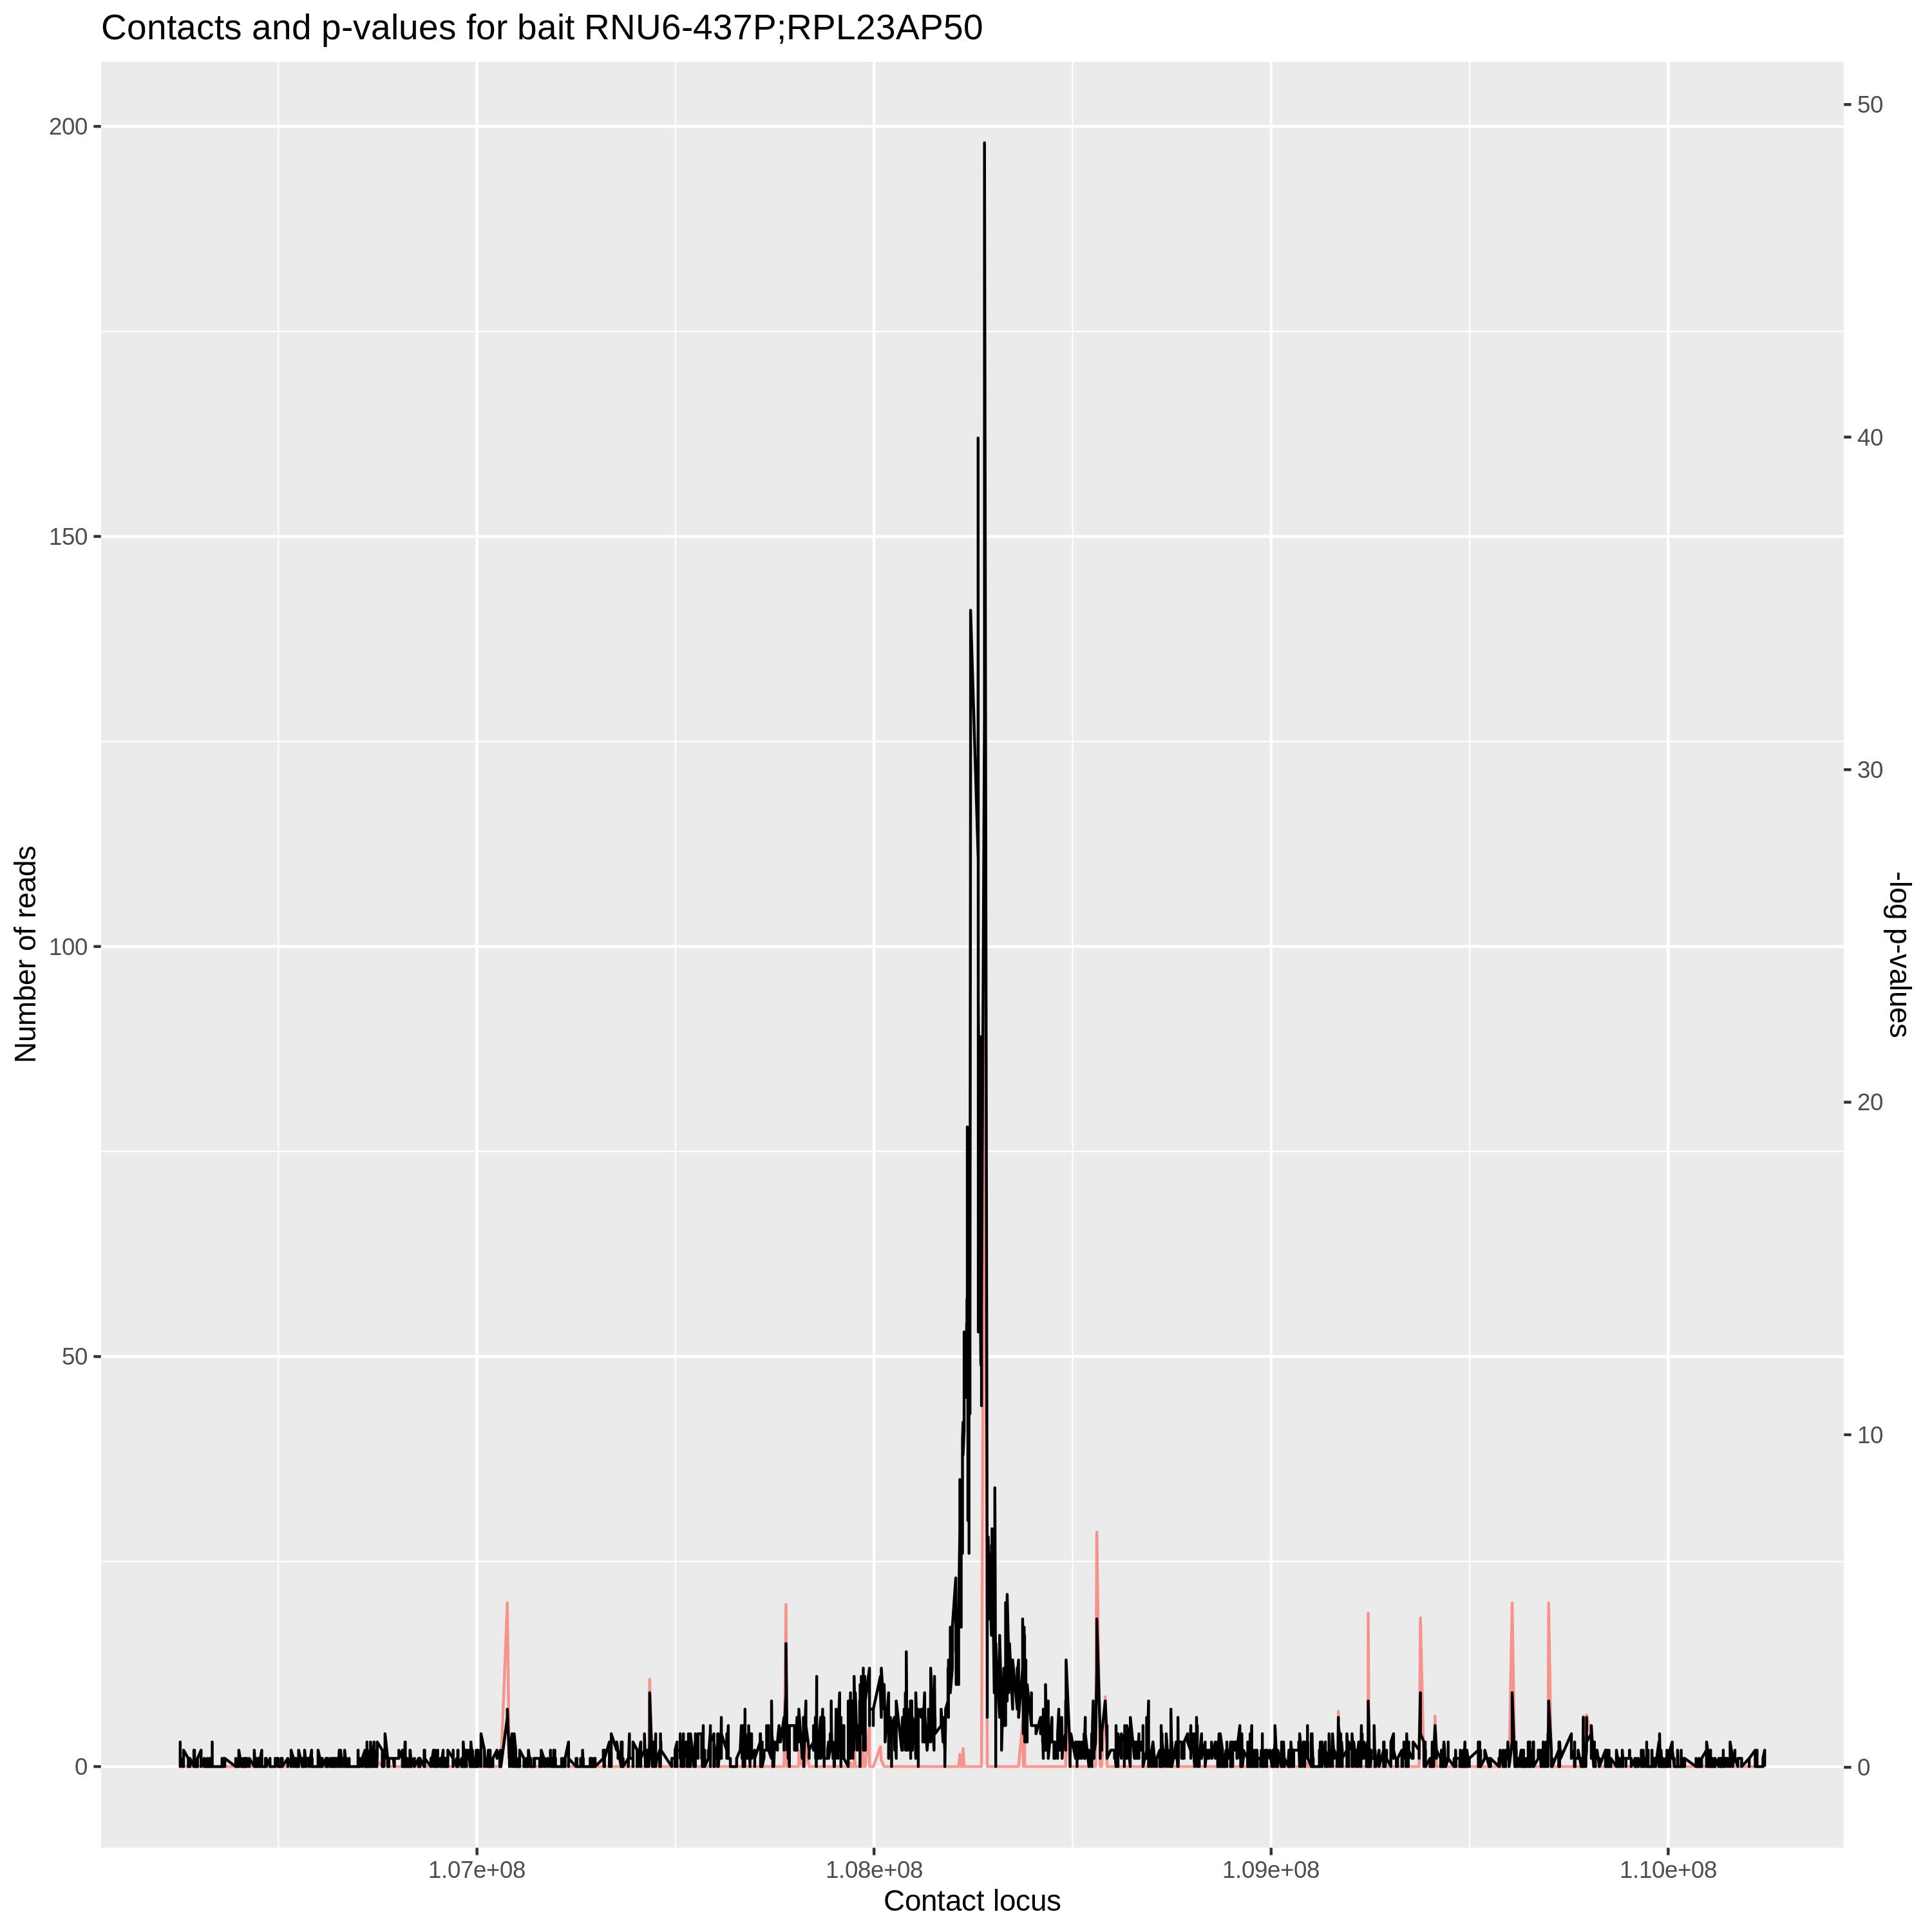 Contacts and p-values for bait RNU6-437P;RPL23AP50
200
150
100
50
0
Number of reads
50
40
30
20
10
0
-log p-values
1.07e+08
1.08e+08
1.09e+08
1.10e+08
Contact locus